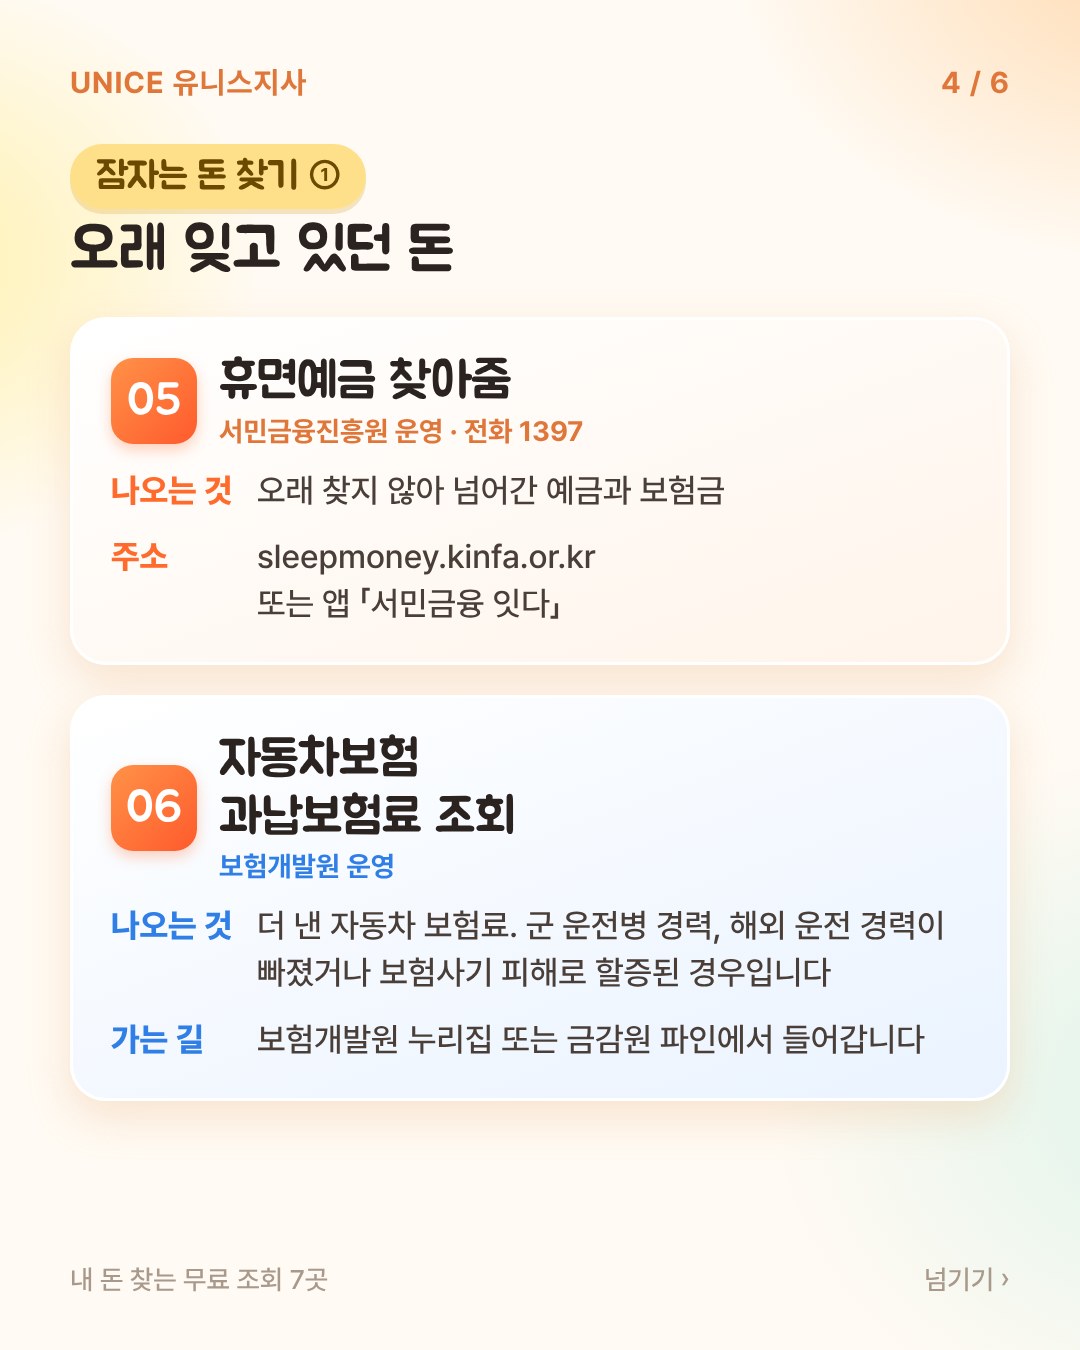 UNICE 유니스지사
4 / 6
잠자는 돈 찾기 ①
오래 잊고 있던 돈
05
휴면예금 찾아줌
서민금융진흥원 운영 · 전화 1397
나오는 것 오래 찾지 않아 넘어간 예금과 보험금
주소 sleepmoney.kinfa.or.kr
또는 앱 「서민금융 잇다」
06
자동차보험
과납보험료 조회
보험개발원 운영
나오는 것 더 낸 자동차 보험료. 군 운전병 경력, 해외 운전 경력이
빠졌거나 보험사기 피해로 할증된 경우입니다
가는 길 보험개발원 누리집 또는 금감원 파인에서 들어갑니다
내 돈 찾는 무료 조회 7곳
넘기기 ›